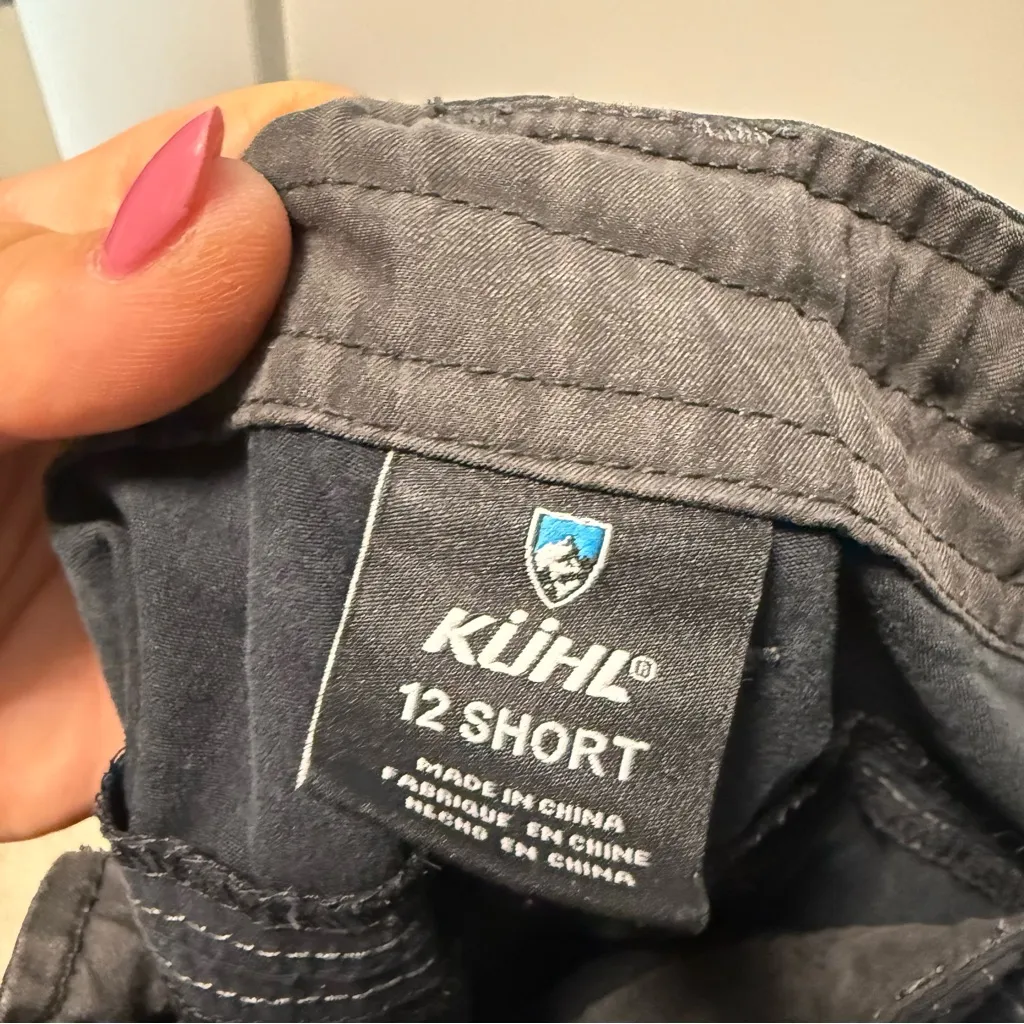 KÜHL®
12 SHORT
MADE IN CHINA
FABRIQUE EN CHINE
HECHO EN CHINA